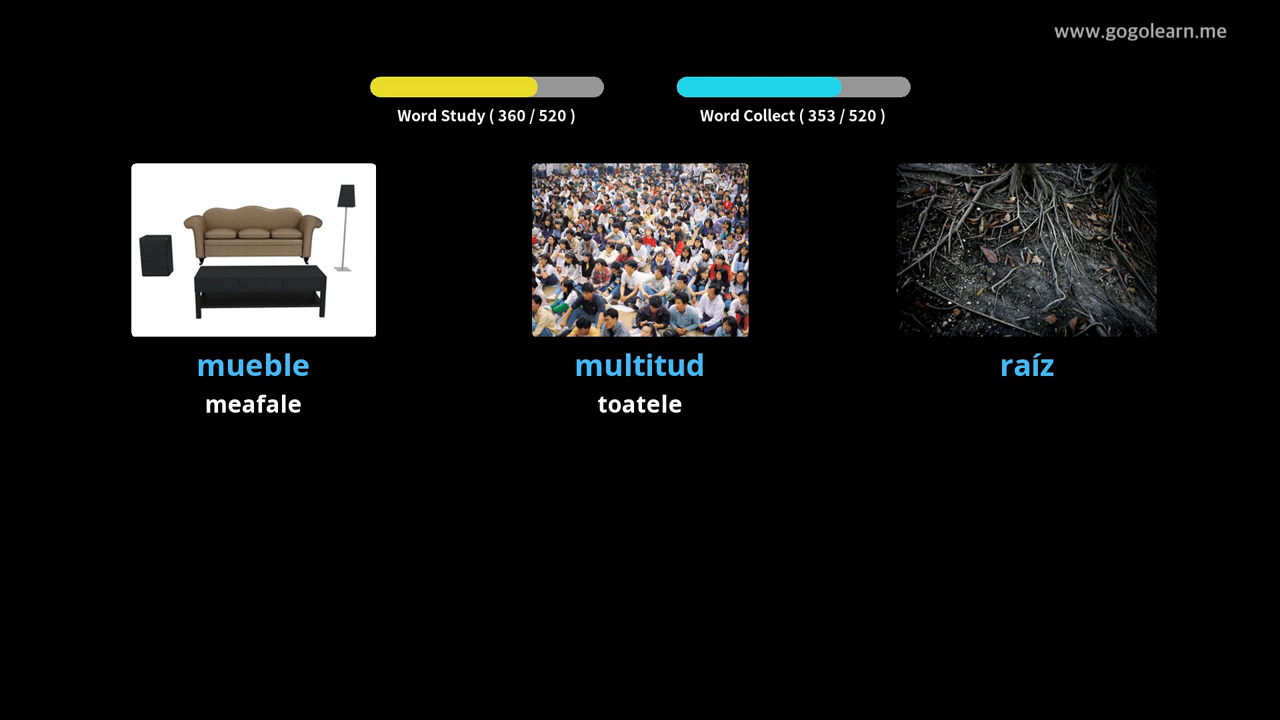 www.gogolearn.me
Word Study ( 360 / 520 )
Word Collect ( 353 / 520 )
mueble
multitud
raíz
meafale
toatele